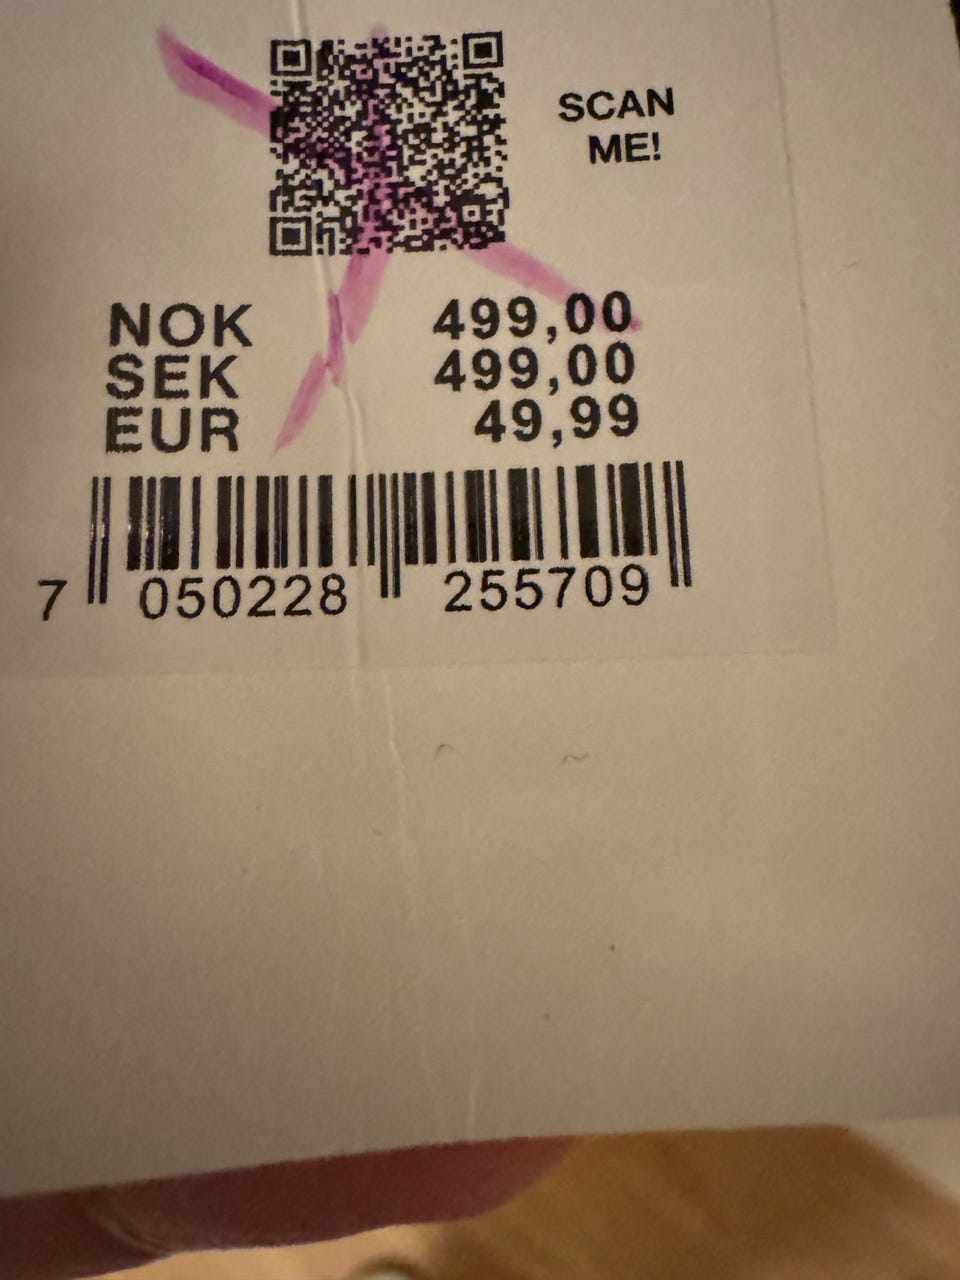 SCAN
ME!
NOK 499,00
SEK 499,00
EUR 49,99
7 050228 255709